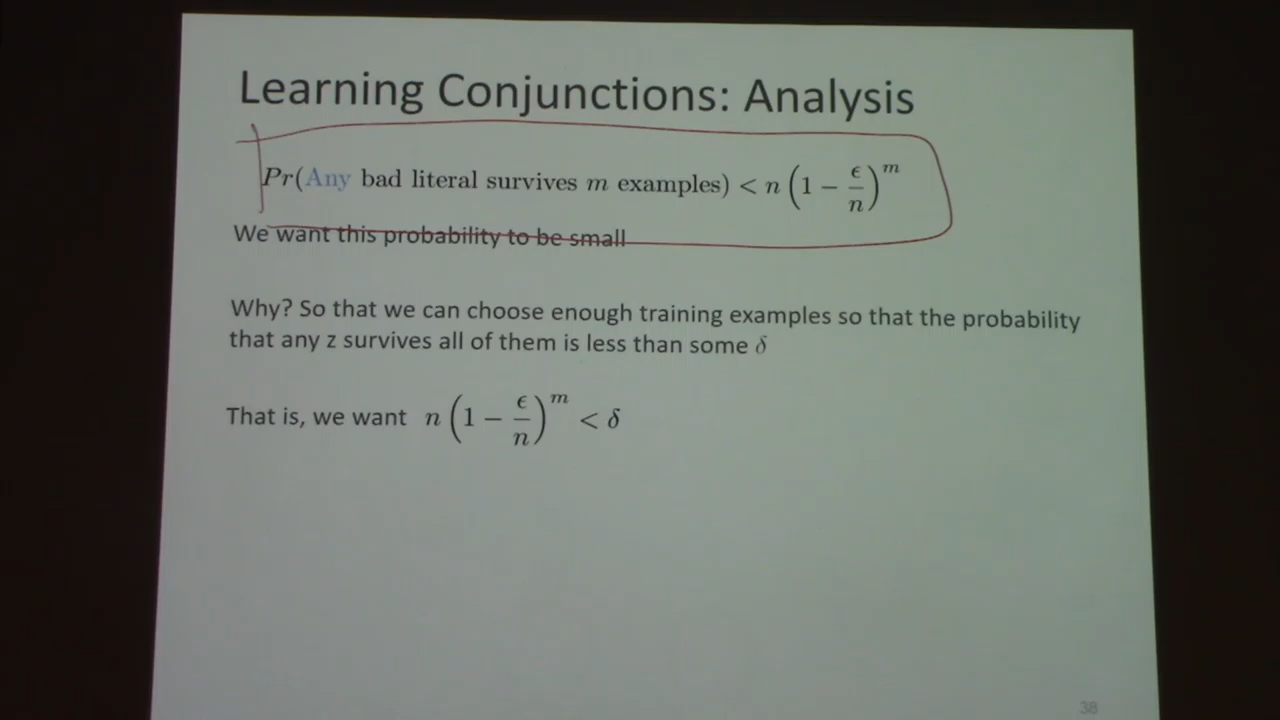 Learning Conjunctions: Analysis
Pr(Any bad literal survives m examples) < n (1 − ϵ/n)^m
We want this probability to be small
Why? So that we can choose enough training examples so that the probability
that any z survives all of them is less than some δ
That is, we want n (1 − ϵ/n)^m < δ
38